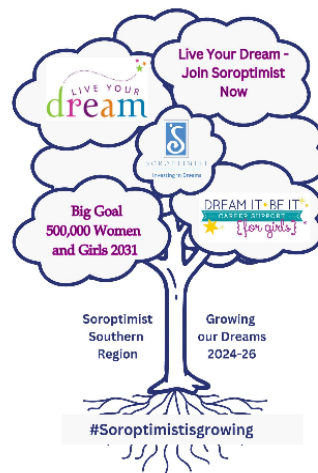 LIVE YOUR
dream
Live Your Dream -
Join Soroptimist
Now
S
SOROPTIMIST
Investing in Dreams
Big Goal
500,000 Women
and Girls 2031
DREAM IT • BE IT
CAREER SUPPORT
{for girls}
Soroptimist
Southern
Region
Growing
our Dreams
2024-26
#Soroptimistisgrowing